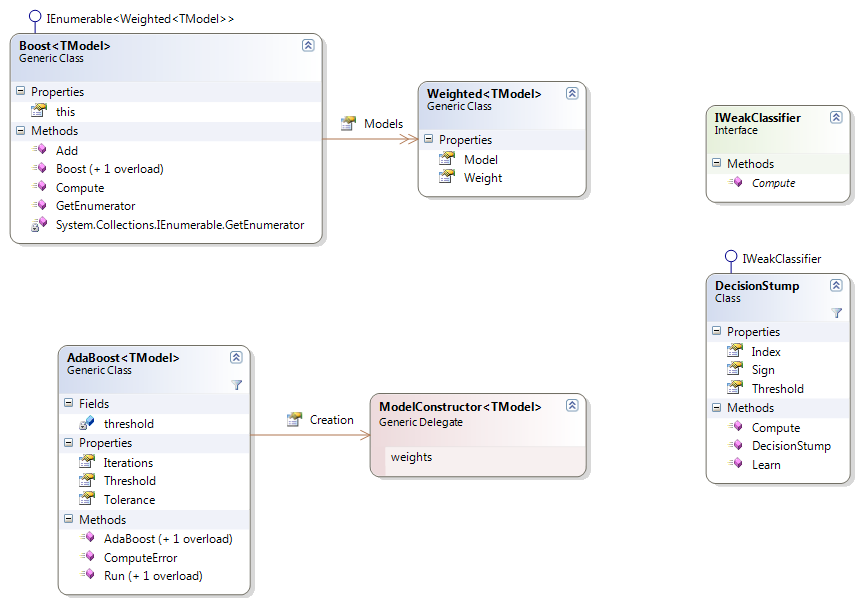 IEnumerable<Weighted<TModel>>
Boost<TModel>
Generic Class
Properties
this
Methods
Add
Boost (+ 1 overload)
Compute
GetEnumerator
System.Collections.IEnumerable.GetEnumerator
Models
Weighted<TModel>
Generic Class
Properties
Model
Weight
IWeakClassifier
Interface
Methods
Compute
IWeakClassifier
DecisionStump
Class
Properties
Index
Sign
Threshold
Methods
Compute
DecisionStump
Learn
AdaBoost<TModel>
Generic Class
Fields
threshold
Properties
Iterations
Threshold
Tolerance
Methods
AdaBoost (+ 1 overload)
ComputeError
Run (+ 1 overload)
Creation
ModelConstructor<TModel>
Generic Delegate
weights